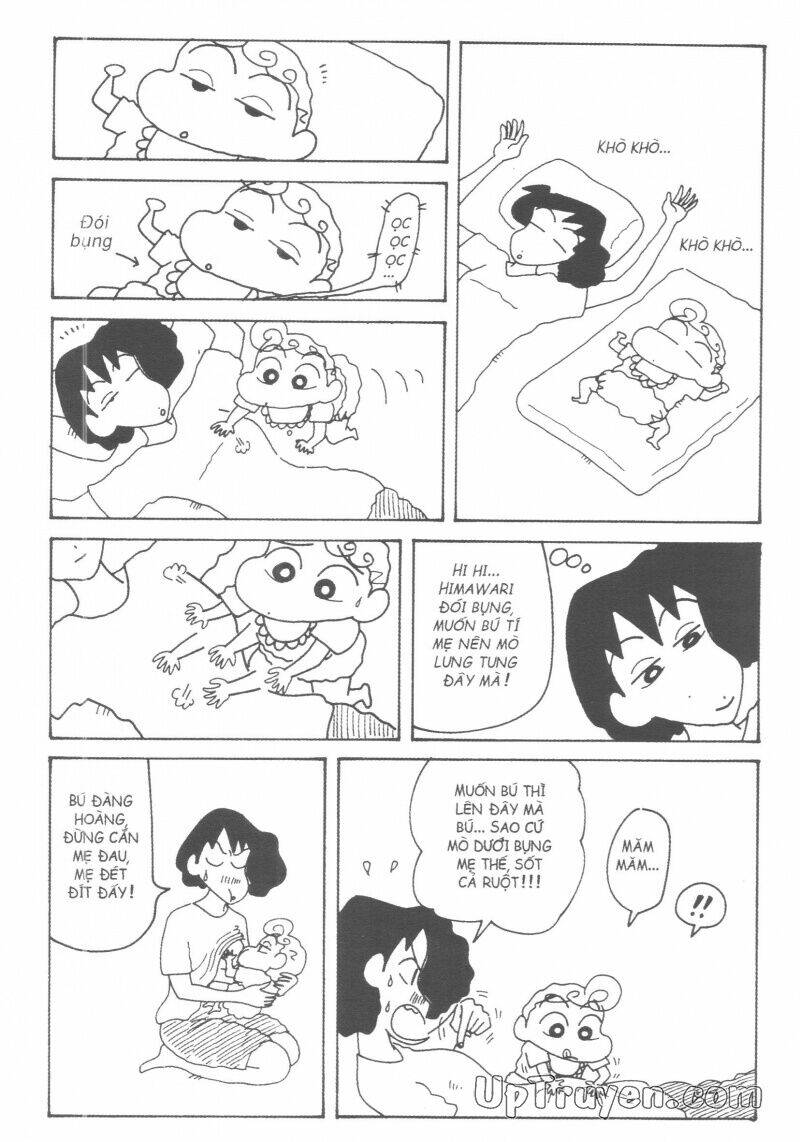 KHÒ KHÒ...
KHÒ KHÒ...
Đói
bụng
ỌC
ỌC
ỌC
...
HI HI...
HIMAWARI
ĐÓI BỤNG,
MUỐN BÚ TÍ
MẸ NÊN MÒ
LUNG TUNG
ĐÂY MÀ!
BÚ ĐÀNG
HOÀNG,
ĐỪNG CẮN
MẸ ĐAU,
MẸ ĐÉT
ĐÍT ĐẤY!
MUỐN BÚ THÌ
LÊN ĐÂY MÀ
BÚ... SAO CỨ
MÒ DƯỚI BỤNG
MẸ THẾ, SỐT
CẢ RUỘT!!!
MĂM
MĂM...
!!
UpTruyen.com